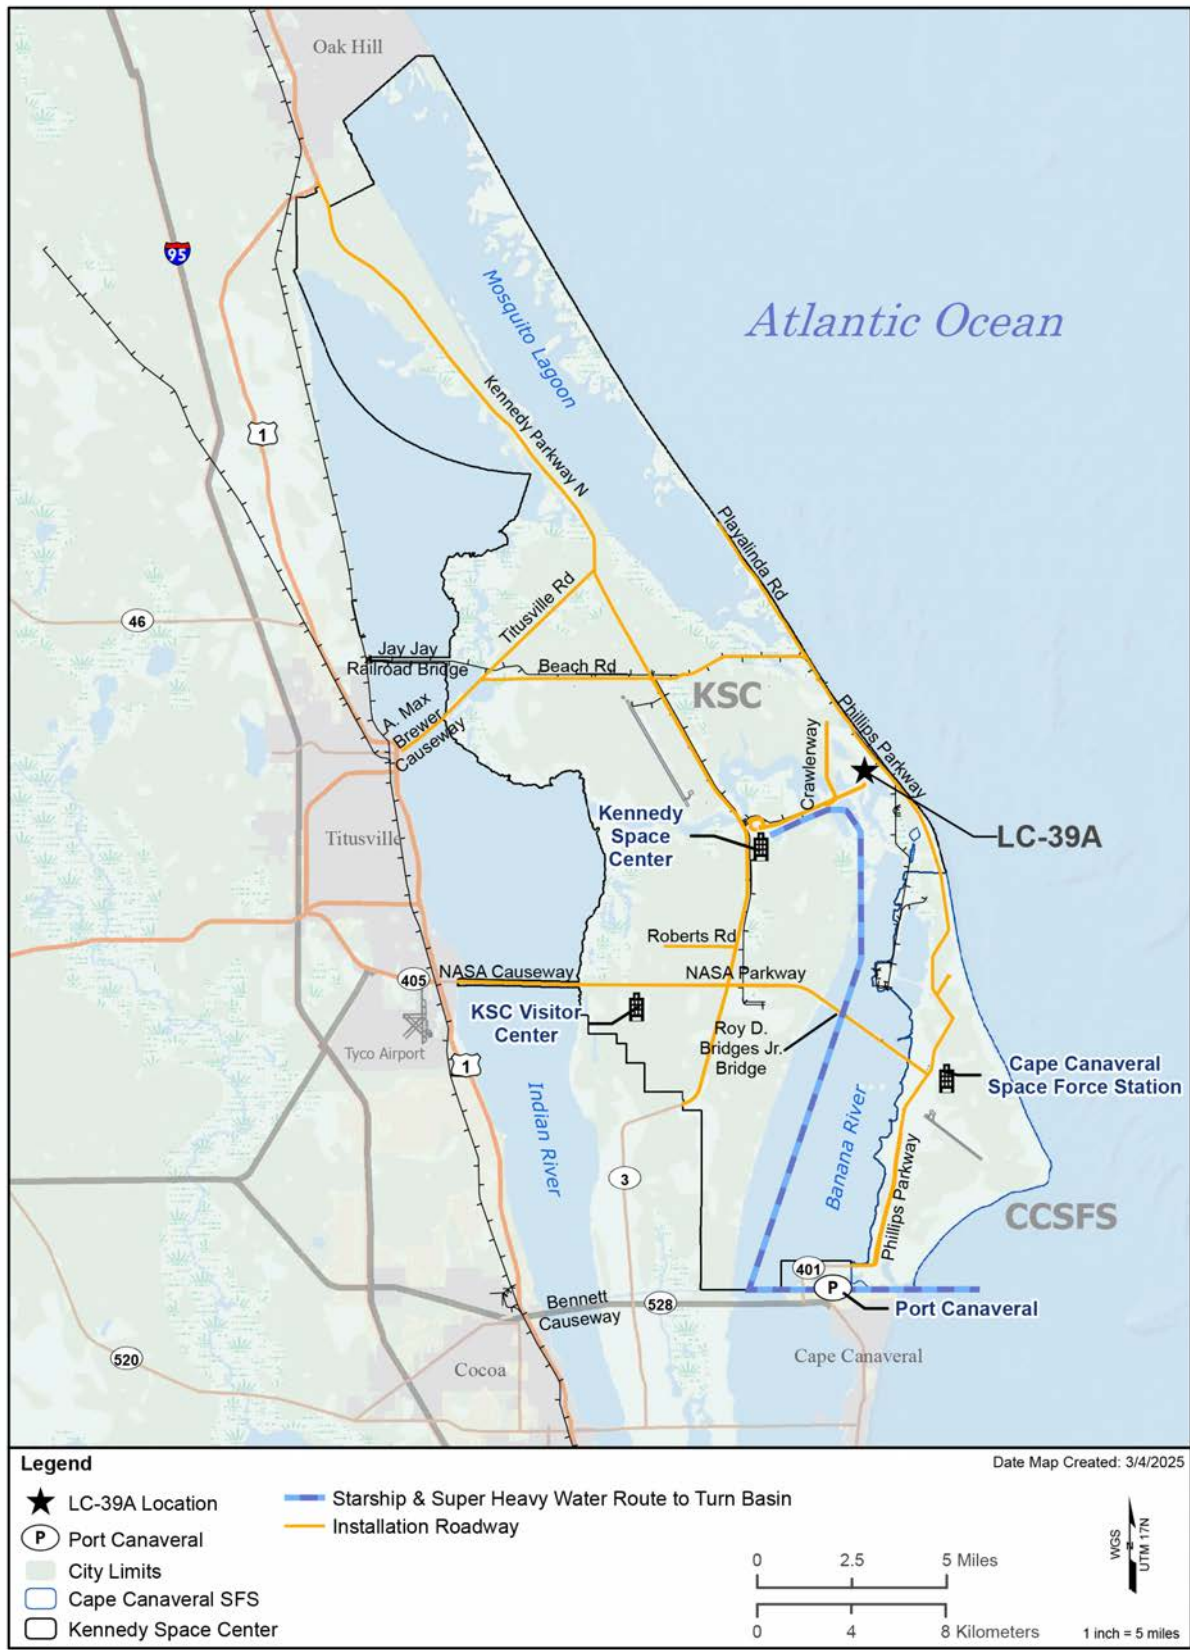 Oak Hill
95
Mosquito Lagoon
Atlantic Ocean
1
Kennedy Parkway N
Playalinda Rd
Titusville Rd
46
Jay Jay
Railroad Bridge
Beach Rd
KSC
A. Max
Brewer
Causeway
Phillips Parkway
Crawlerway
Kennedy
Space
Center
LC-39A
Titusville
Roberts Rd
405
NASA Causeway
NASA Parkway
KSC Visitor
Center
Roy D.
Bridges Jr.
Bridge
Tyco Airport
1
Cape Canaveral
Space Force Station
Indian River
Banana River
3
Phillips Parkway
CCSFS
401
P
Port Canaveral
Bennett
Causeway
528
520
Cocoa
Cape Canaveral
Legend
Date Map Created: 3/4/2025
LC-39A Location
P Port Canaveral
City Limits
Cape Canaveral SFS
Kennedy Space Center
Starship & Super Heavy Water Route to Turn Basin
Installation Roadway
0 2.5 5 Miles
0 4 8 Kilometers
WGS
N
UTM 17N
1 inch = 5 miles